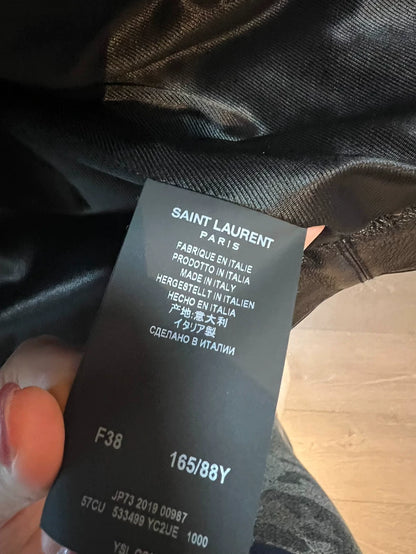 SAINT LAURENT
PARIS
FABRIQUE EN ITALIE
PRODOTTO IN ITALIA
MADE IN ITALY
HERGESTELLT IN ITALIEN
HECHO EN ITALIA
产地:意大利
イタリア製
СДЕЛАНО В ИТАЛИИ
F38 165/88Y
JP73 2019 00987
57CU 533499 YC2UE 1000